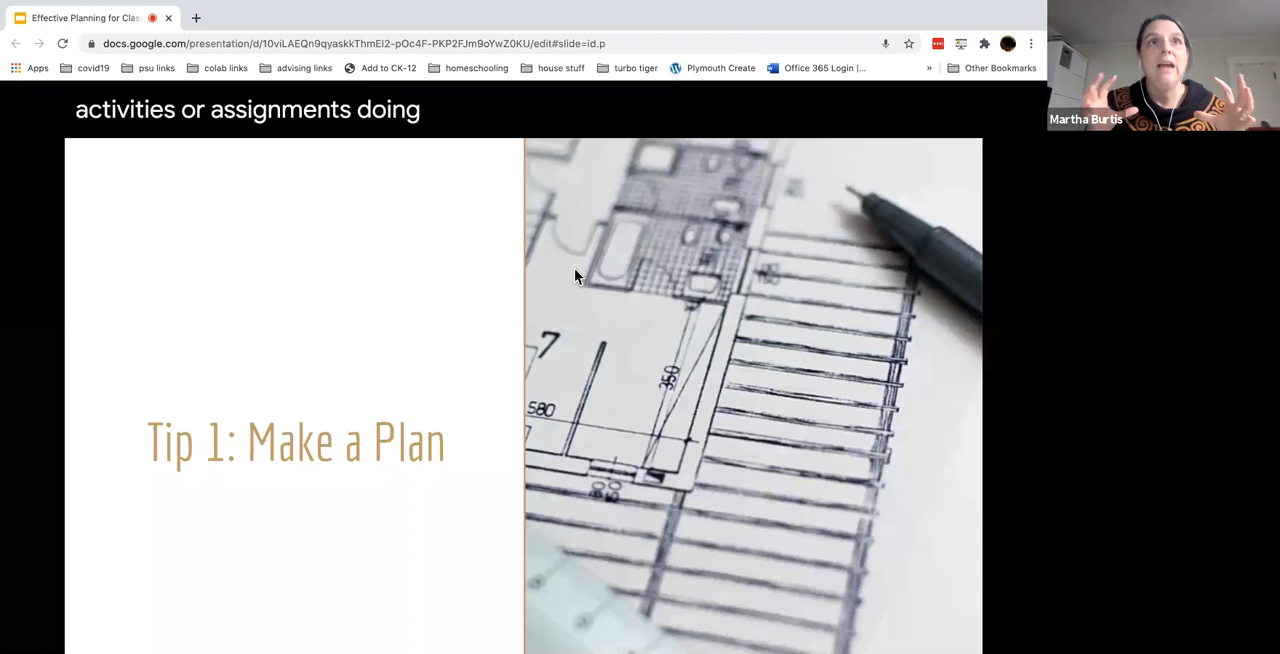 Effective Planning for Clas
docs.google.com/presentation/d/10viLAEQn9qyaskkThmEl2-pOc4F-PKP2FJm9oYwZ0KU/edit#slide=id.p
Apps covid19 psu links colab links advising links Add to CK-12 homeschooling house stuff turbo tiger Plymouth Create Office 365 Login |... » Other Bookmarks
Martha Burtis
activities or assignments doing
Tip 1: Make a Plan
7
350
580